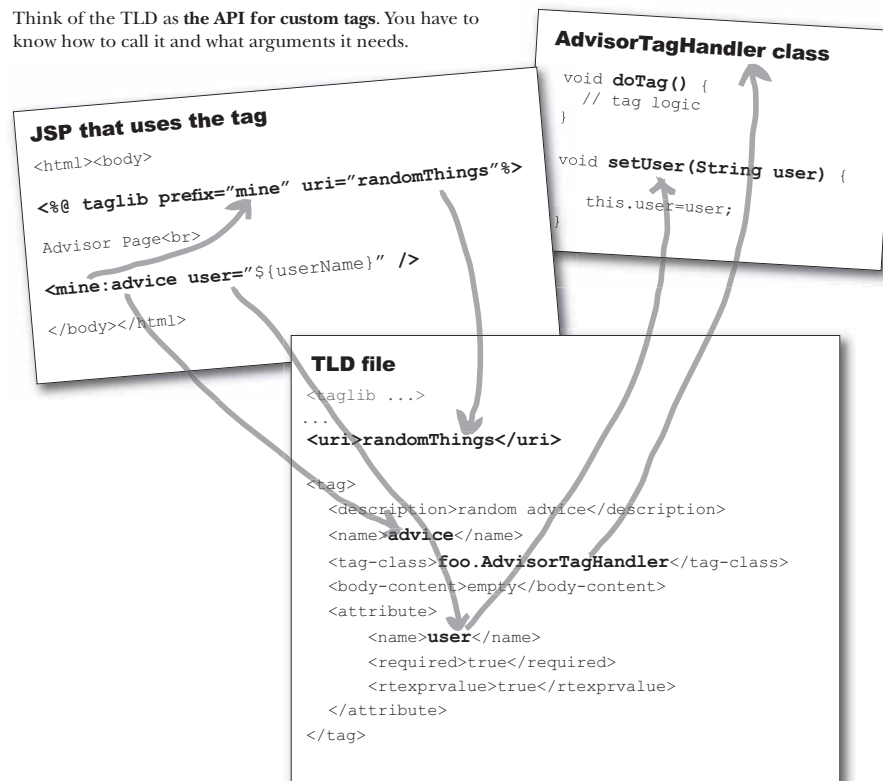 Think of the TLD as the API for custom tags. You have to
know how to call it and what arguments it needs.
JSP that uses the tag
<html><body>
<%@ taglib prefix="mine" uri="randomThings"%>
Advisor Page<br>
<mine:advice user="${userName}" />
</body></html>
AdvisorTagHandler class
void doTag() {
// tag logic
}
void setUser(String user) {
this.user=user;
}
TLD file
<taglib ...>
...
<uri>randomThings</uri>
<tag>
<description>random advice</description>
<name>advice</name>
<tag-class>foo.AdvisorTagHandler</tag-class>
<body-content>empty</body-content>
<attribute>
<name>user</name>
<required>true</required>
<rtexprvalue>true</rtexprvalue>
</attribute>
</tag>